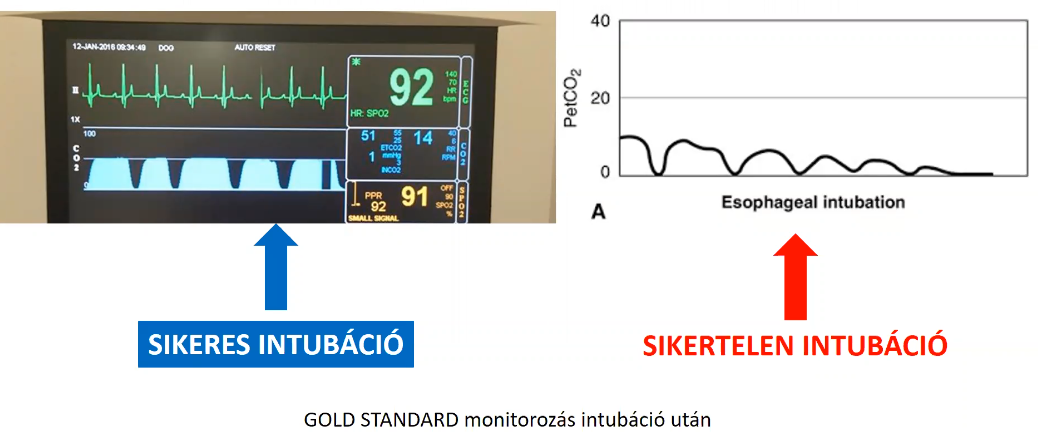 12-JAN-2016 09:34:49 DOG AUTO RESET
II
1X
92
140
70
HR
bpm
ECG
HR: SPO2
100
CO2
0
51
55
25
ETCO2
mmHg
1
3
INCO2
14
40
6
RR
RPM
CO2
PPR
92
91
OFF
90
SPO2
%
SPO2
SMALL SIGNAL
40
20
0
PetCO2
Esophageal intubation
A
SIKERES INTUBÁCIÓ
SIKERTELEN INTUBÁCIÓ
GOLD STANDARD monitorozás intubáció után